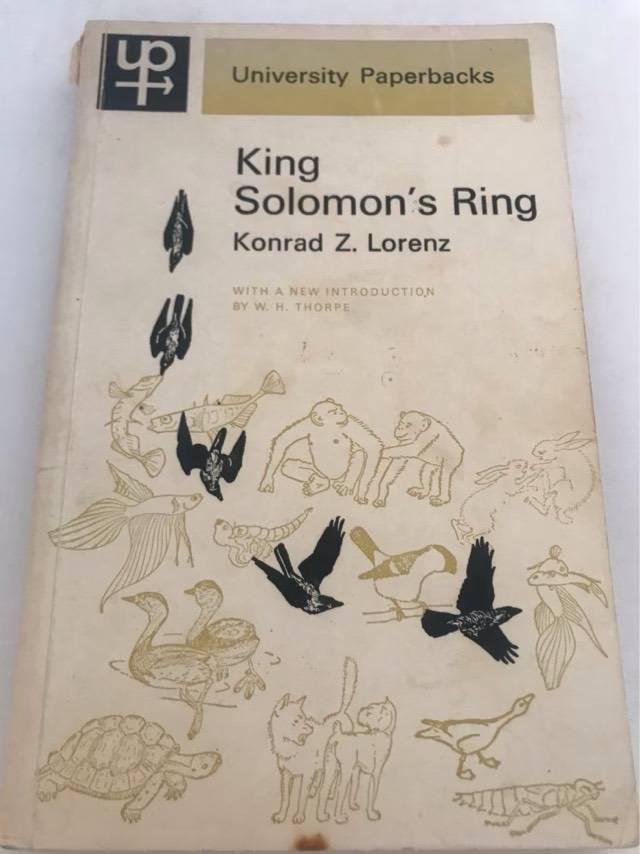 up
University Paperbacks
King
Solomon's Ring
Konrad Z. Lorenz
WITH A NEW INTRODUCTION
BY W. H. THORPE